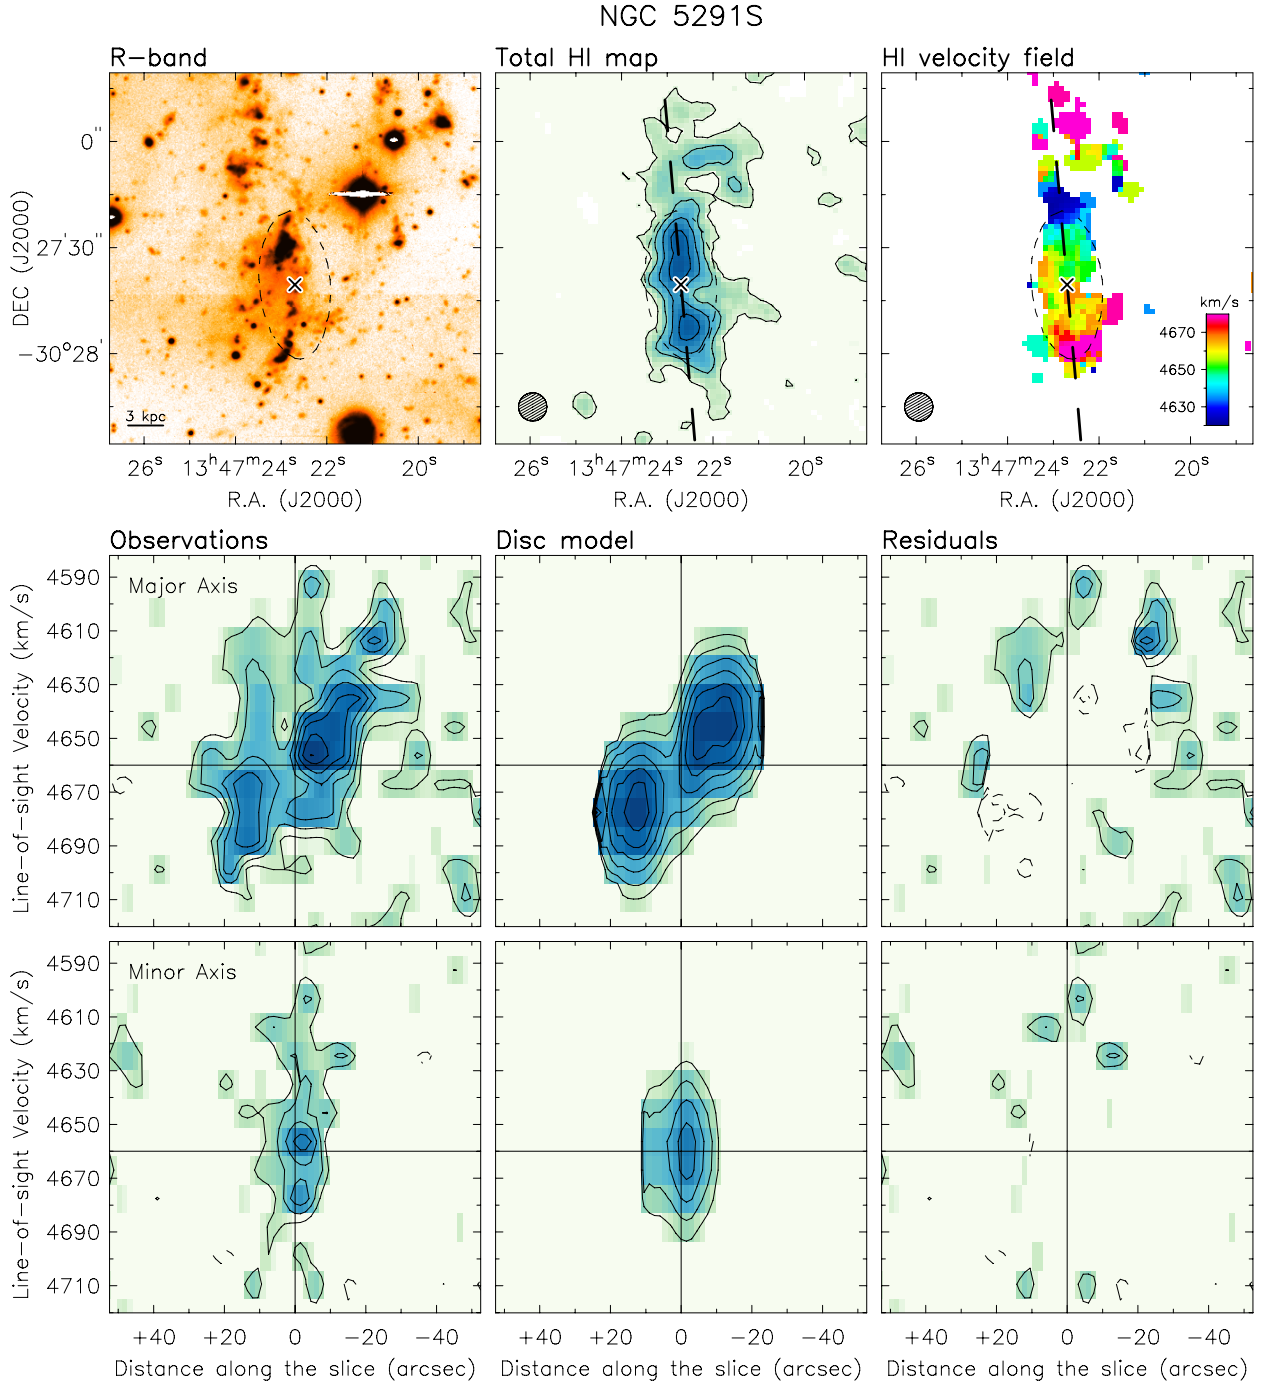 NGC 5291S
R-band
Total HI map
HI velocity field
DEC (J2000)
0"
27'30"
-30°28'
3 kpc
km/s
4670
4650
4630
26s 13h47m24s 22s 20s
26s 13h47m24s 22s 20s
26s 13h47m24s 22s 20s
R.A. (J2000)
R.A. (J2000)
R.A. (J2000)
Observations
Disc model
Residuals
Line-of-sight Velocity (km/s)
4590
4610
4630
4650
4670
4690
4710
Major Axis
Line-of-sight Velocity (km/s)
4590
4610
4630
4650
4670
4690
4710
Minor Axis
+40 +20 0 -20 -40
+40 +20 0 -20 -40
+40 +20 0 -20 -40
Distance along the slice (arcsec)
Distance along the slice (arcsec)
Distance along the slice (arcsec)